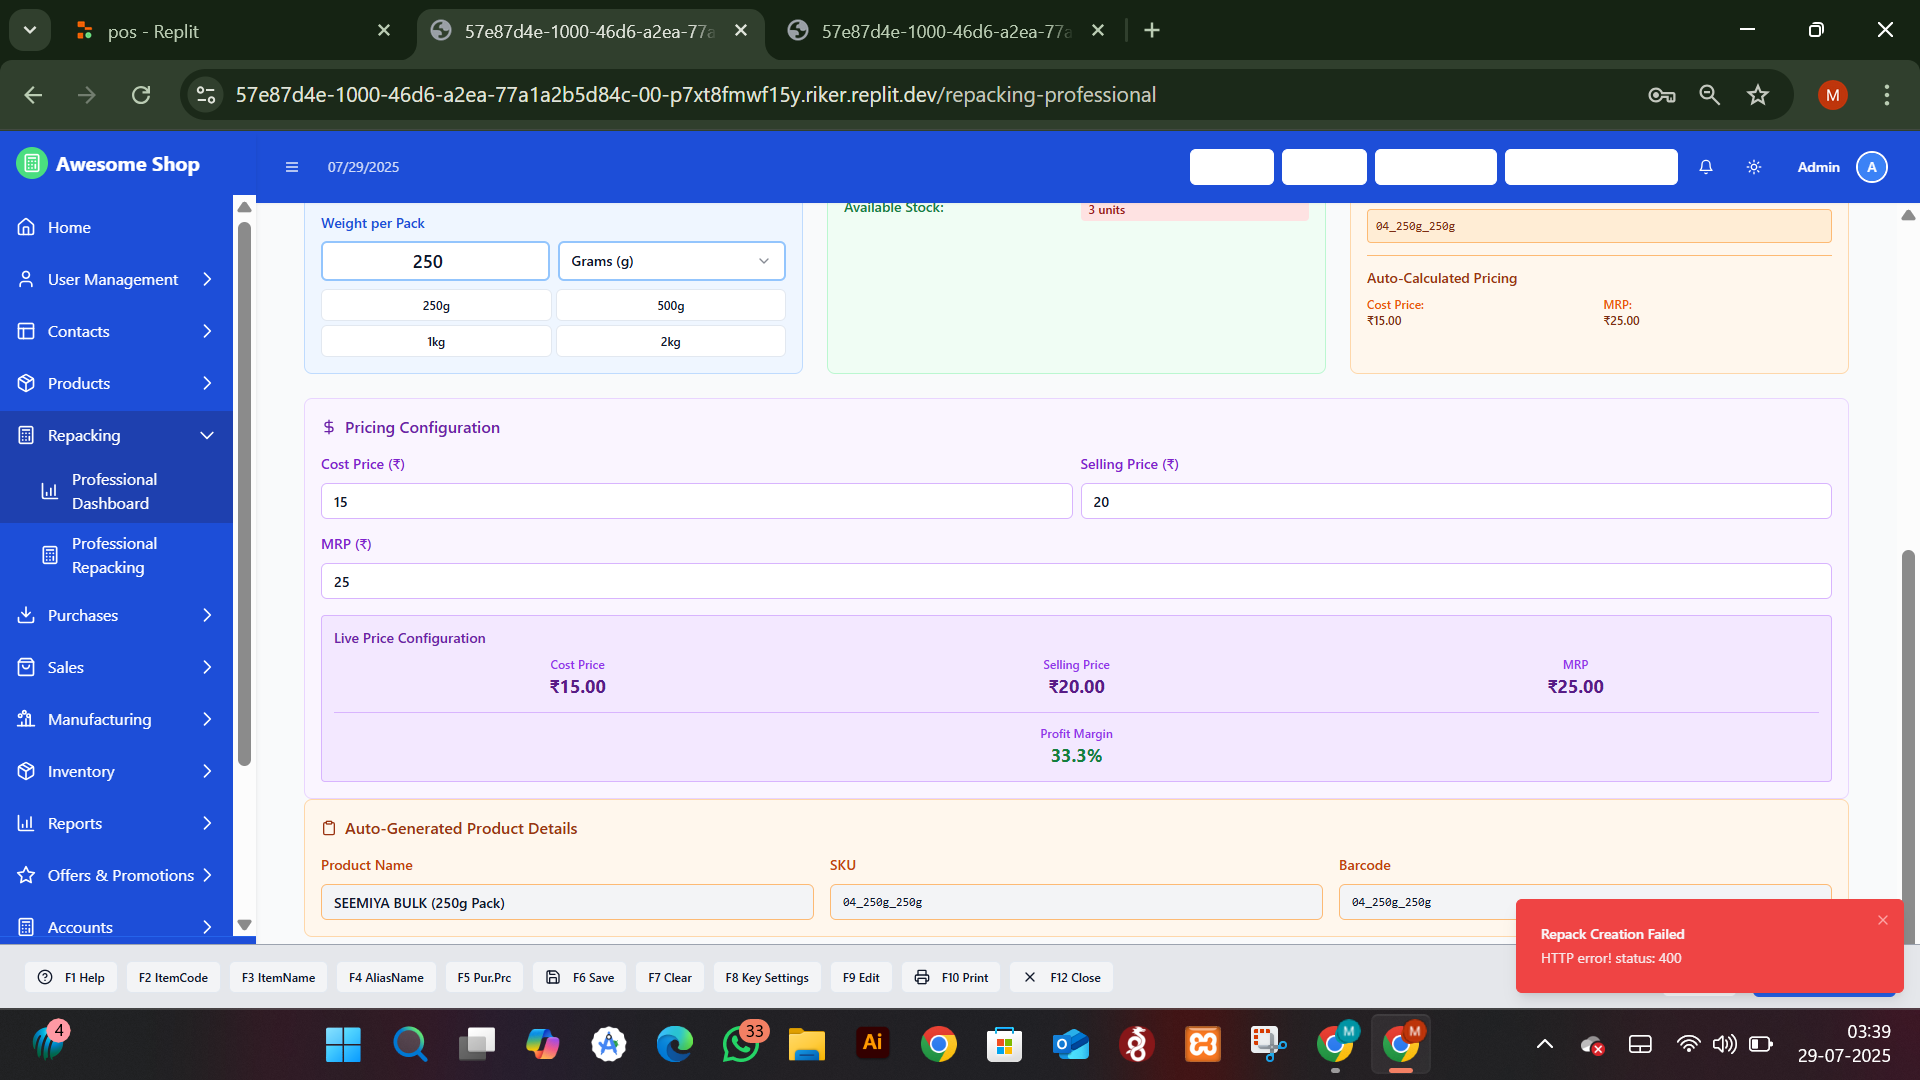 pos - Replit
57e87d4e-1000-46d6-a2ea-77a
57e87d4e-1000-46d6-a2ea-77a
57e87d4e-1000-46d6-a2ea-77a1a2b5d84c-00-p7xt8fmwf15y.riker.replit.dev/repacking-professional
M
Awesome Shop
07/29/2025
Admin
A
Home
User Management
Contacts
Products
Repacking
Professional
Dashboard
Professional
Repacking
Purchases
Sales
Manufacturing
Inventory
Reports
Offers & Promotions
Accounts
Weight per Pack
250
Grams (g)
250g
500g
1kg
2kg
Available Stock:
3 units
04_250g_250g
Auto-Calculated Pricing
Cost Price:
MRP:
₹15.00
₹25.00
Pricing Configuration
Cost Price (₹)
Selling Price (₹)
15
20
MRP (₹)
25
Live Price Configuration
Cost Price
Selling Price
MRP
₹15.00
₹20.00
₹25.00
Profit Margin
33.3%
Auto-Generated Product Details
Product Name
SKU
Barcode
SEEMIYA BULK (250g Pack)
04_250g_250g
04_250g_250g
Repack Creation Failed
HTTP error! status: 400
F1 Help
F2 ItemCode
F3 ItemName
F4 AliasName
F5 Pur.Prc
F6 Save
F7 Clear
F8 Key Settings
F9 Edit
F10 Print
F12 Close
4
33
Ai
M
M
03:39
29-07-2025